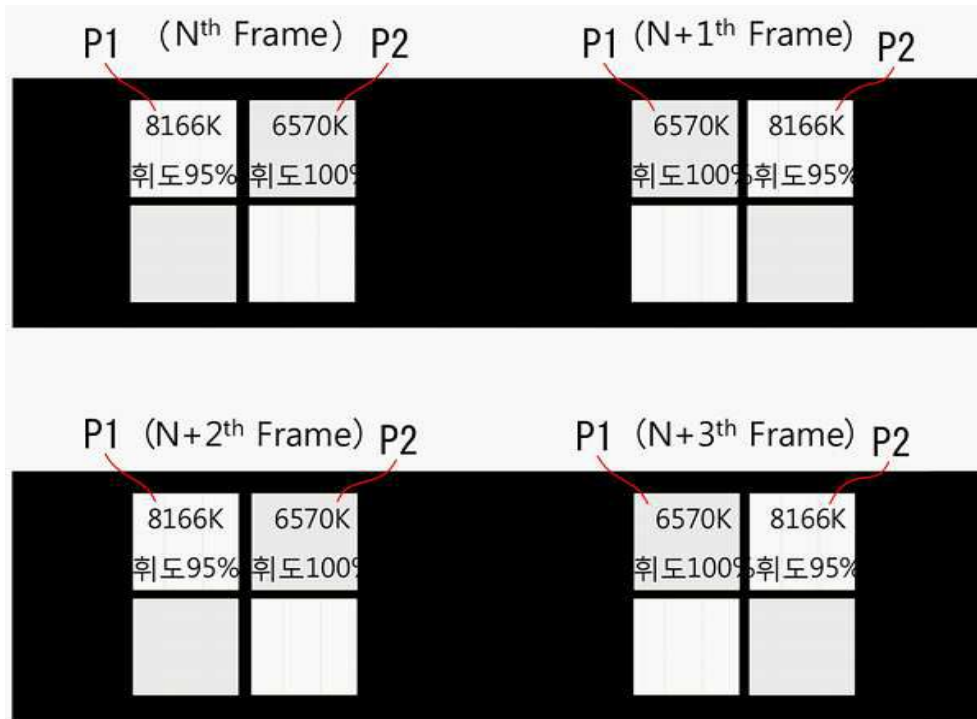 P1 (Nth Frame) P2
P1 (N+1th Frame) P2
8166K 6570K
휘도95% 휘도100%
6570K 8166K
휘도100% 휘도95%
P1 (N+2th Frame) P2
P1 (N+3th Frame) P2
8166K 6570K
휘도95% 휘도100%
6570K 8166K
휘도100% 휘도95%